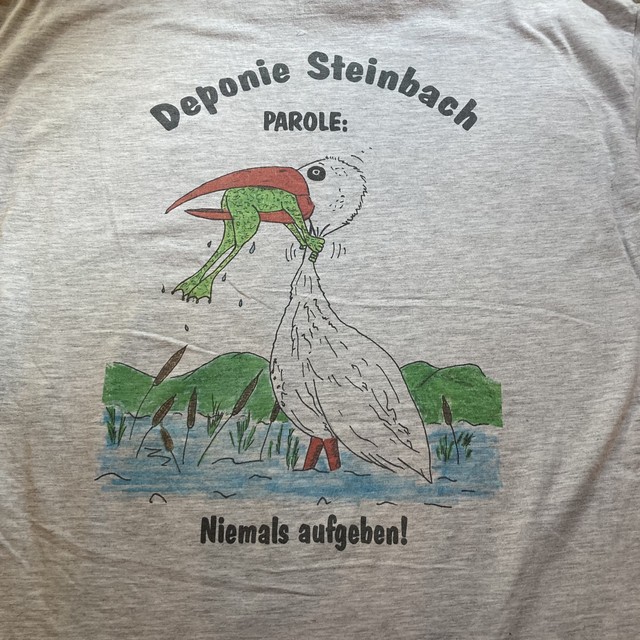 Deponie Steinbach
PAROLE:
Niemals aufgeben!